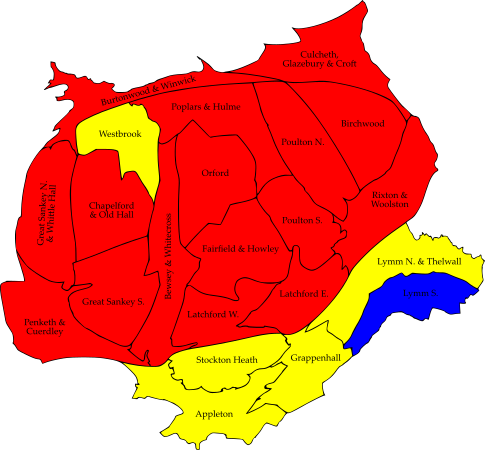 Culcheth,
Glazebury & Croft
Burtonwood & Winwick
Poplars & Hulme
Birchwood
Westbrook
Poulton N.
Orford
Rixton &
Woolston
Great Sankey N.
& Whittle Hall
Chapelford
& Old Hall
Poulton S.
Bewsey & Whitecross
Fairfield & Howley
Lymm N. & Thelwall
Lymm S.
Latchford E.
Great Sankey S.
Latchford W.
Penketh &
Cuerdley
Stockton Heath
Grappenhall
Appleton